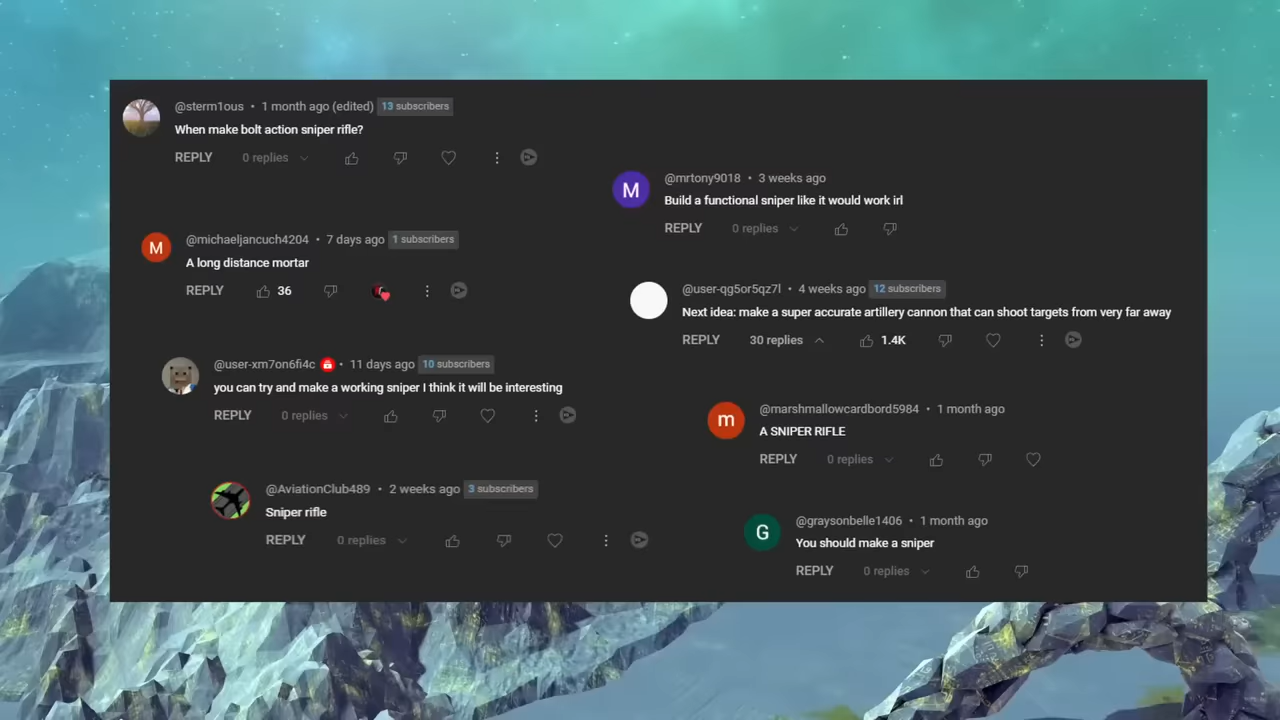 @sterm1ous • 1 month ago (edited) 13 subscribers
When make bolt action sniper rifle?
REPLY 0 replies
M @mrtony9018 • 3 weeks ago
Build a functional sniper like it would work irl
REPLY 0 replies
M @michaeljancuch4204 • 7 days ago 1 subscribers
A long distance mortar
REPLY 36
@user-qg5or5qz7l • 4 weeks ago 12 subscribers
Next idea: make a super accurate artillery cannon that can shoot targets from very far away
REPLY 30 replies 1.4K
@user-xm7on6fi4c • 11 days ago 10 subscribers
you can try and make a working sniper I think it will be interesting
REPLY 0 replies
m @marshmallowcardbord5984 • 1 month ago
A SNIPER RIFLE
REPLY 0 replies
@AviationClub489 • 2 weeks ago 3 subscribers
Sniper rifle
REPLY 0 replies
G @graysonbelle1406 • 1 month ago
You should make a sniper
REPLY 0 replies